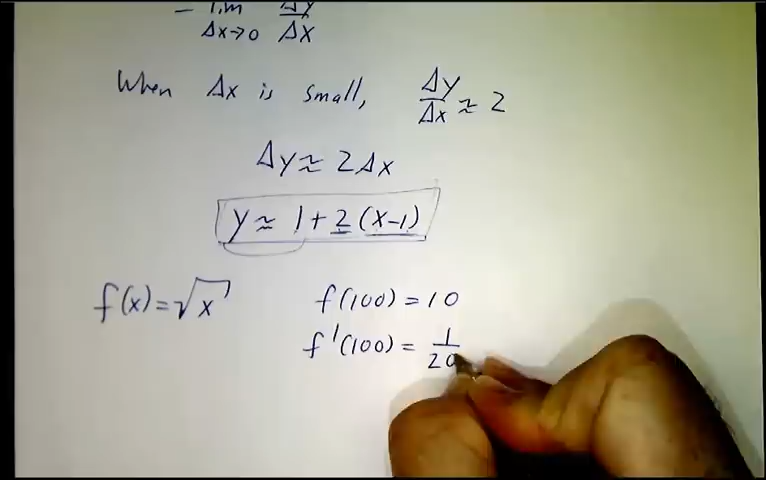 = lim Δy
Δx→0 Δx
When Δx is small, Δy/Δx ≈ 2
Δy ≈ 2Δx
y ≈ 1 + 2 (x-1)
f(x) = √x f(100) = 10
f'(100) = 1/20